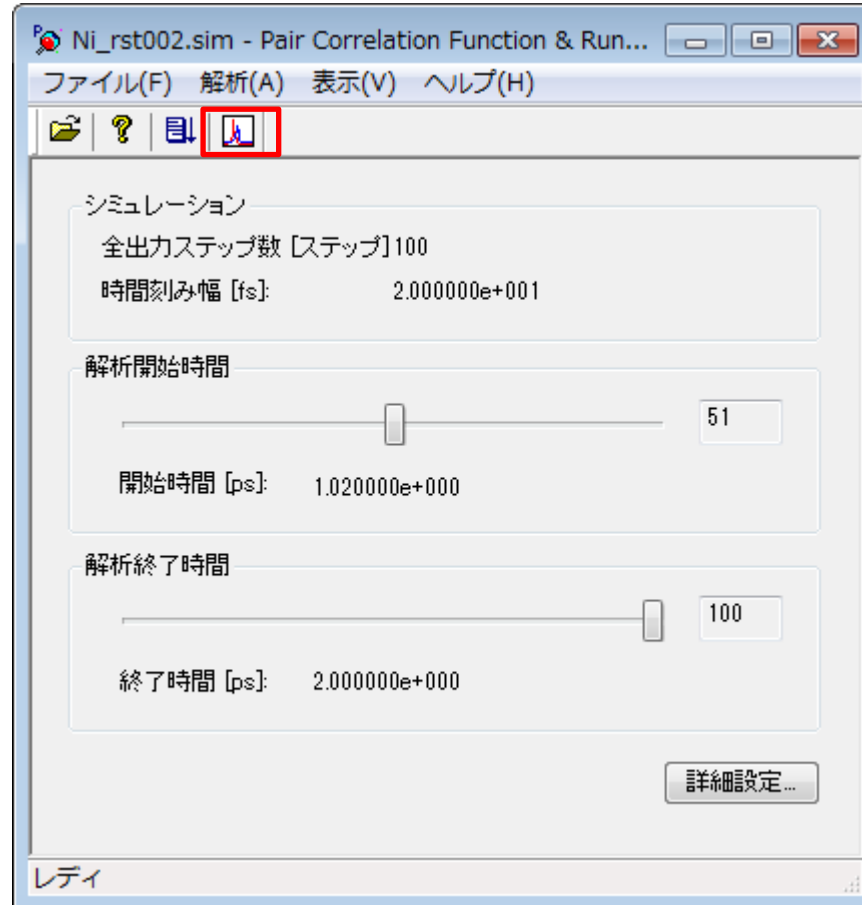 Ni_rst002.sim - Pair Correlation Function & Run...
ファイル(F) 解析(A) 表示(V) ヘルプ(H)
シミュレーション
全出力ステップ数 [ステップ]100
時間刻み幅 [fs]: 2.000000e+001
解析開始時間
51
開始時間 [ps]: 1.020000e+000
解析終了時間
100
終了時間 [ps]: 2.000000e+000
詳細設定...
レディ